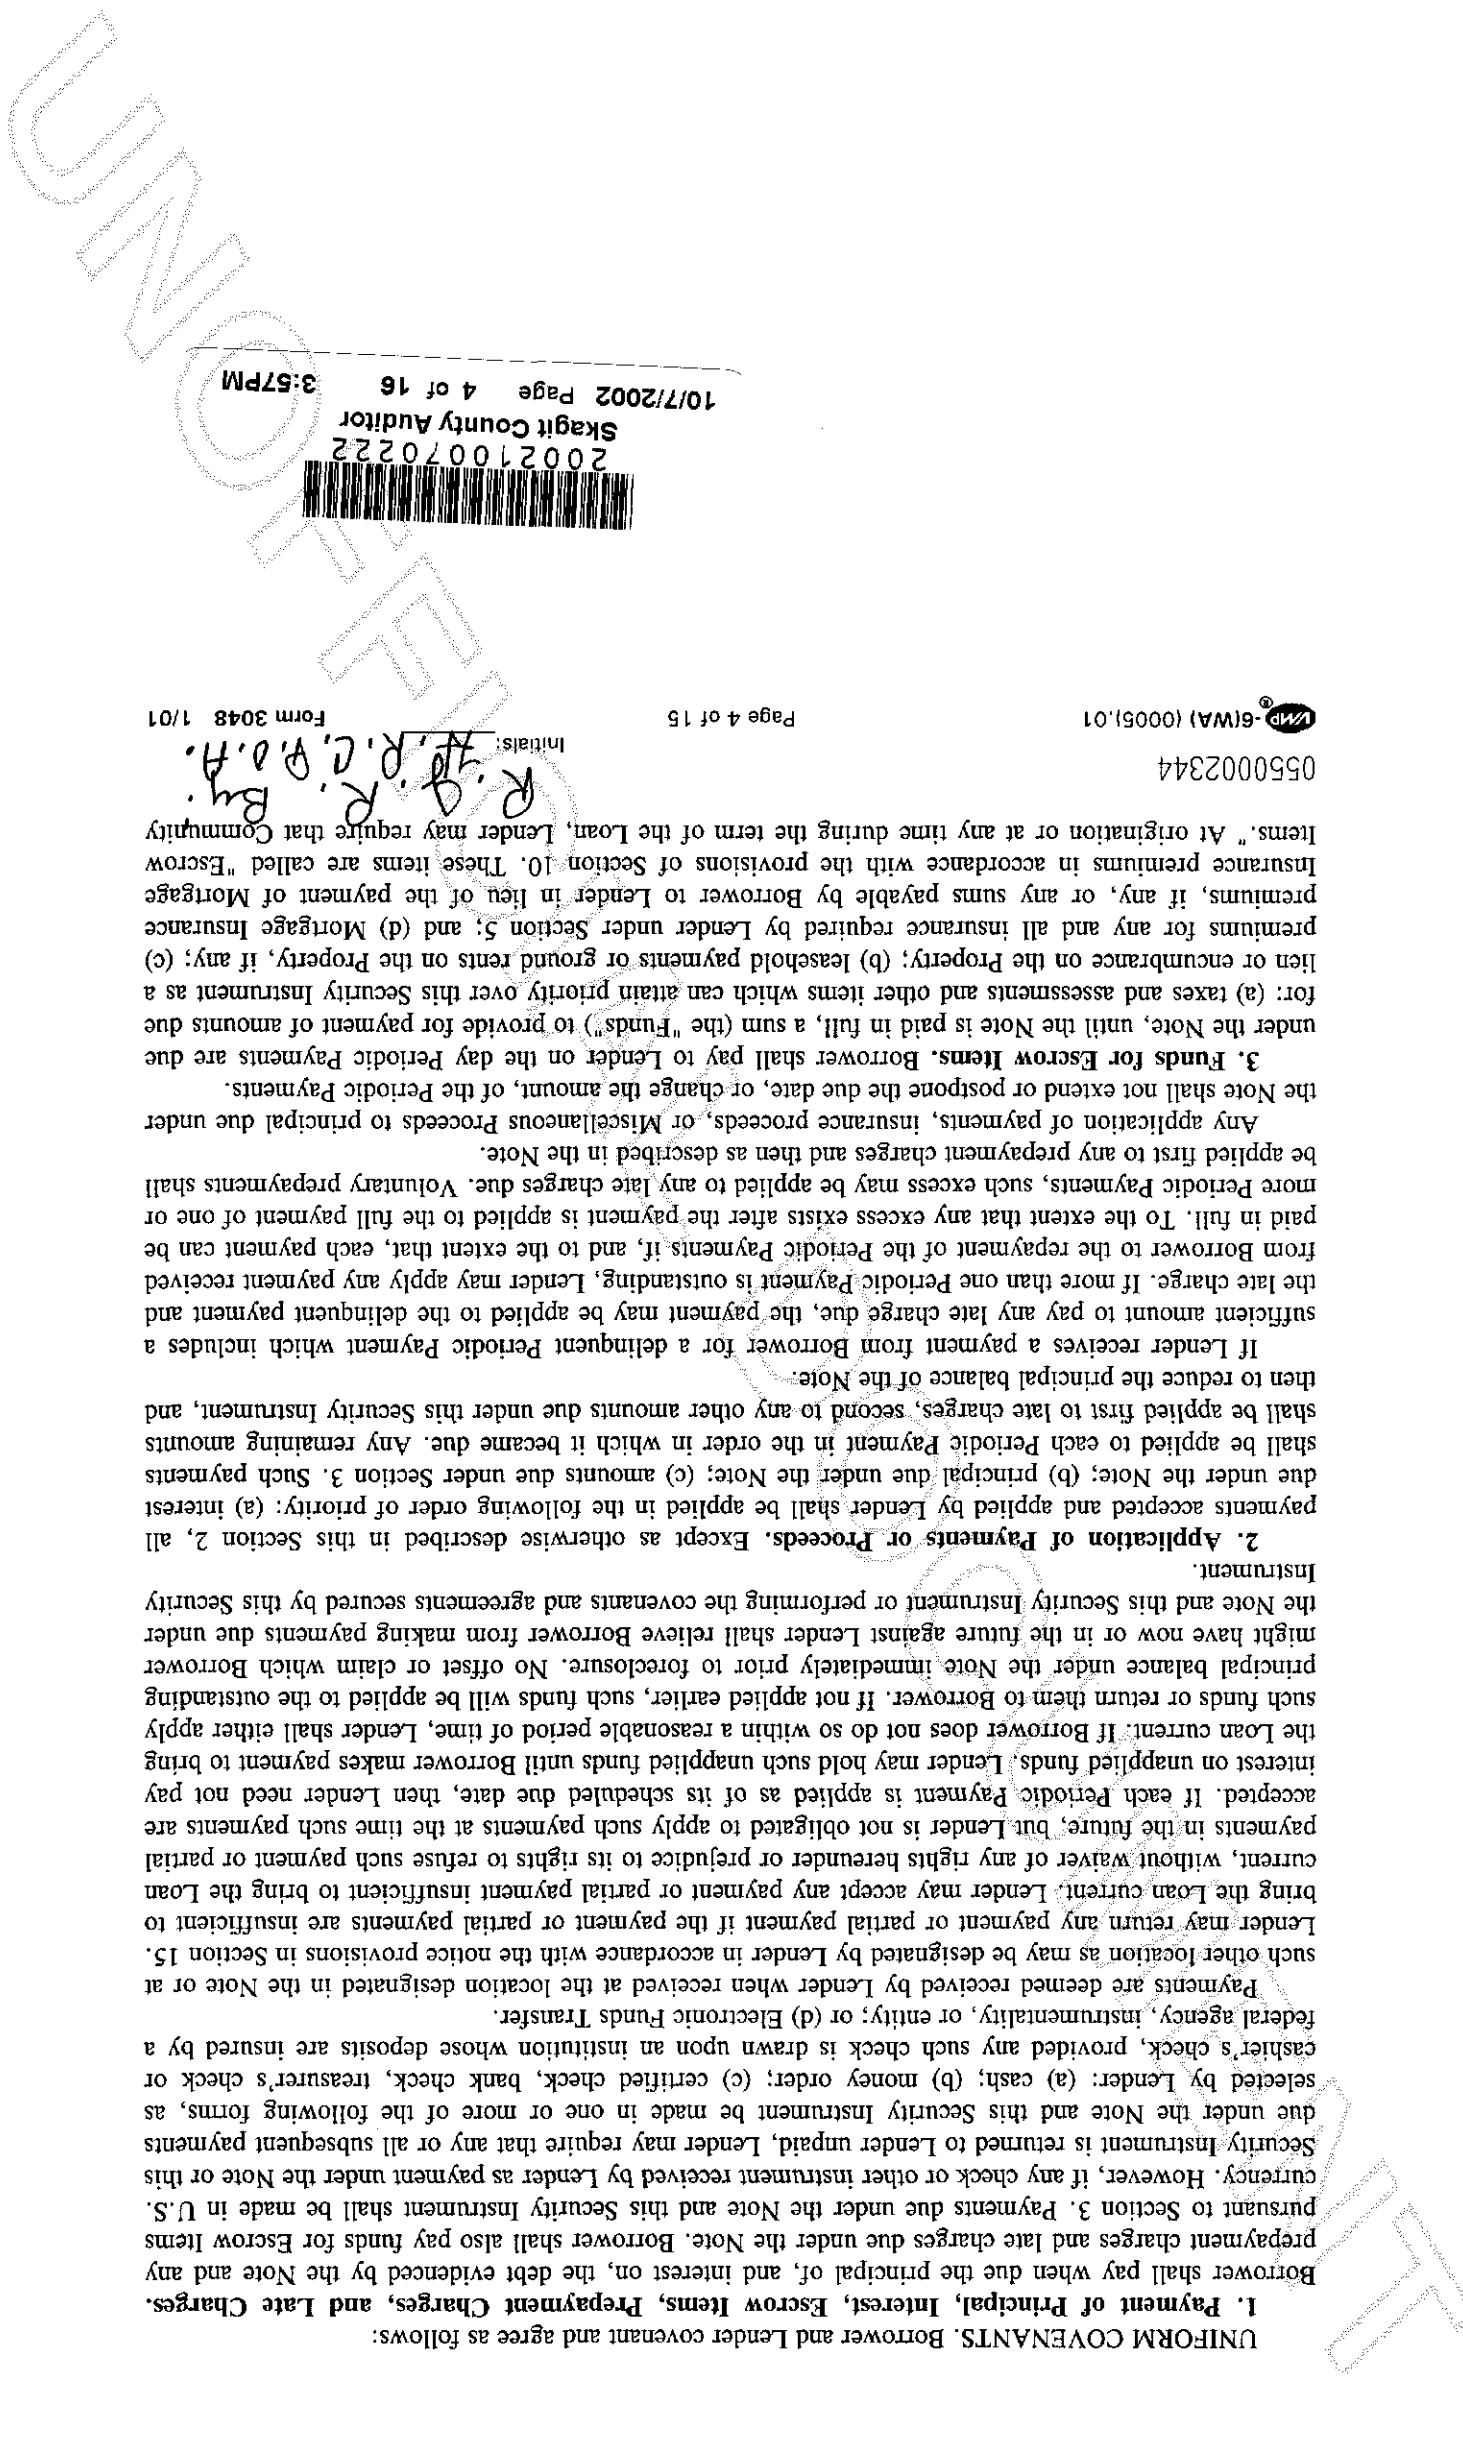 UNIFORM COVENANTS. Borrower and Lender covenant and agree as follows:
1. Payment of Principal, Interest, Escrow Items, Prepayment Charges, and Late Charges.
Borrower shall pay when due the principal of, and interest on, the debt evidenced by the Note and any
prepayment charges and late charges due under the Note. Borrower shall also pay funds for Escrow Items
pursuant to Section 3. Payments due under the Note and this Security Instrument shall be made in U.S.
currency. However, if any check or other instrument received by Lender as payment under the Note or this
Security Instrument is returned to Lender unpaid, Lender may require that any or all subsequent payments
due under the Note and this Security Instrument be made in one or more of the following forms, as
selected by Lender: (a) cash; (b) money order; (c) certified check, bank check, treasurer's check or
cashier's check, provided any such check is drawn upon an institution whose deposits are insured by a
federal agency, instrumentality, or entity; or (d) Electronic Funds Transfer.
Payments are deemed received by Lender when received at the location designated in the Note or at
such other location as may be designated by Lender in accordance with the notice provisions in Section 15.
Lender may return any payment or partial payment if the payment or partial payments are insufficient to
bring the Loan current. Lender may accept any payment or partial payment insufficient to bring the Loan
current, without waiver of any rights hereunder or prejudice to its rights to refuse such payment or partial
payments in the future, but Lender is not obligated to apply such payments at the time such payments are
accepted. If each Periodic Payment is applied as of its scheduled due date, then Lender need not pay
interest on unapplied funds. Lender may hold such unapplied funds until Borrower makes payment to bring
the Loan current. If Borrower does not do so within a reasonable period of time, Lender shall either apply
such funds or return them to Borrower. If not applied earlier, such funds will be applied to the outstanding
principal balance under the Note immediately prior to foreclosure. No offset or claim which Borrower
might have now or in the future against Lender shall relieve Borrower from making payments due under
the Note and this Security Instrument or performing the covenants and agreements secured by this Security
Instrument.
2. Application of Payments or Proceeds. Except as otherwise described in this Section 2, all
payments accepted and applied by Lender shall be applied in the following order of priority: (a) interest
due under the Note; (b) principal due under the Note; (c) amounts due under Section 3. Such payments
shall be applied to each Periodic Payment in the order in which it became due. Any remaining amounts
shall be applied first to late charges, second to any other amounts due under this Security Instrument, and
then to reduce the principal balance of the Note.
If Lender receives a payment from Borrower for a delinquent Periodic Payment which includes a
sufficient amount to pay any late charge due, the payment may be applied to the delinquent payment and
the late charge. If more than one Periodic Payment is outstanding, Lender may apply any payment received
from Borrower to the repayment of the Periodic Payments if, and to the extent that, each payment can be
paid in full. To the extent that any excess exists after the payment is applied to the full payment of one or
more Periodic Payments, such excess may be applied to any late charges due. Voluntary prepayments shall
be applied first to any prepayment charges and then as described in the Note.
Any application of payments, insurance proceeds, or Miscellaneous Proceeds to principal due under
the Note shall not extend or postpone the due date, or change the amount, of the Periodic Payments.
3. Funds for Escrow Items. Borrower shall pay to Lender on the day Periodic Payments are due
under the Note, until the Note is paid in full, a sum (the "Funds") to provide for payment of amounts due
for: (a) taxes and assessments and other items which can attain priority over this Security Instrument as a
lien or encumbrance on the Property; (b) leasehold payments or ground rents on the Property, if any; (c)
premiums for any and all insurance required by Lender under Section 5; and (d) Mortgage Insurance
premiums, if any, or any sums payable by Borrower to Lender in lieu of the payment of Mortgage
Insurance premiums in accordance with the provisions of Section 10. These items are called "Escrow
Items." At origination or at any time during the term of the Loan, Lender may require that Community
R. J. R. By:
0550002344
Initials: H. R. C. P.O.A.
VMP®-6(WA) (0005).01 Page 4 of 15 Form 3048 1/01
200210070222
Skagit County Auditor
10/7/2002 Page 4 of 16 3:57PM
UNOFFICIAL DOCUMENT